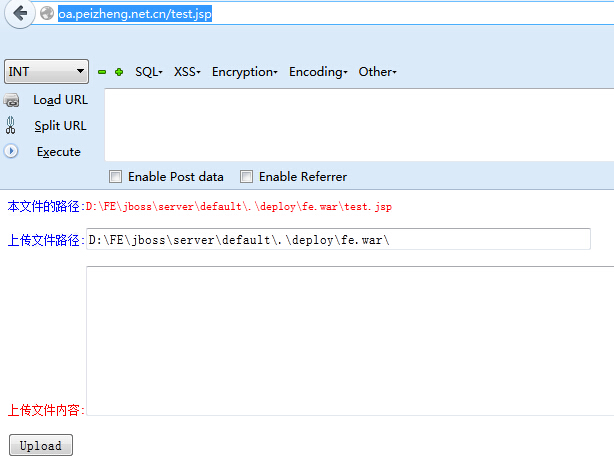 oa.peizheng.net.cn/test.jsp
INT SQL XSS Encryption Encoding Other
Load URL
Split URL
Execute
Enable Post data Enable Referrer
本文件的路径:D:\FE\jboss\server\default\.\deploy\fe.war\test.jsp
上传文件路径:D:\FE\jboss\server\default\.\deploy\fe.war\
上传文件内容:
Upload